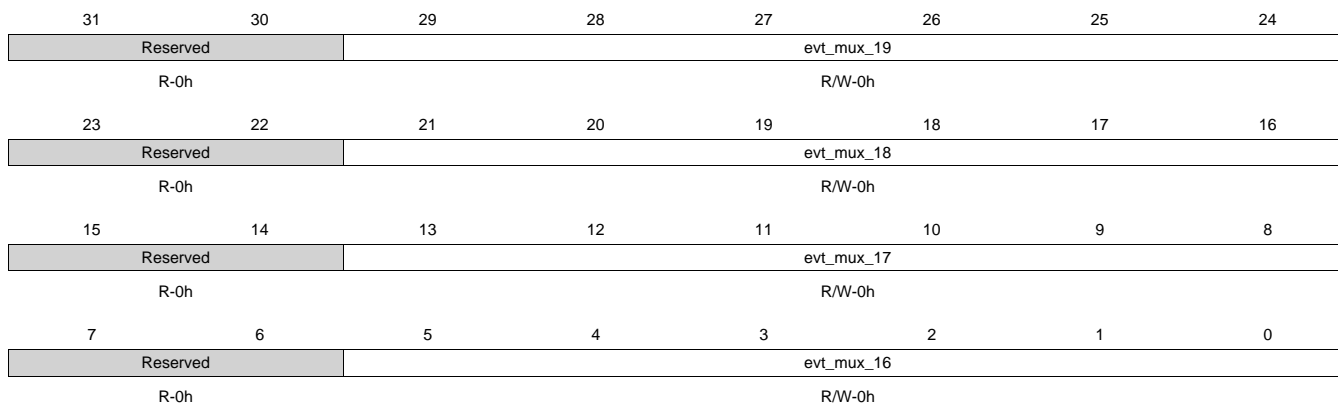 31 30 29 28 27 26 25 24
Reserved evt_mux_19
R-0h R/W-0h
23 22 21 20 19 18 17 16
Reserved evt_mux_18
R-0h R/W-0h
15 14 13 12 11 10 9 8
Reserved evt_mux_17
R-0h R/W-0h
7 6 5 4 3 2 1 0
Reserved evt_mux_16
R-0h R/W-0h